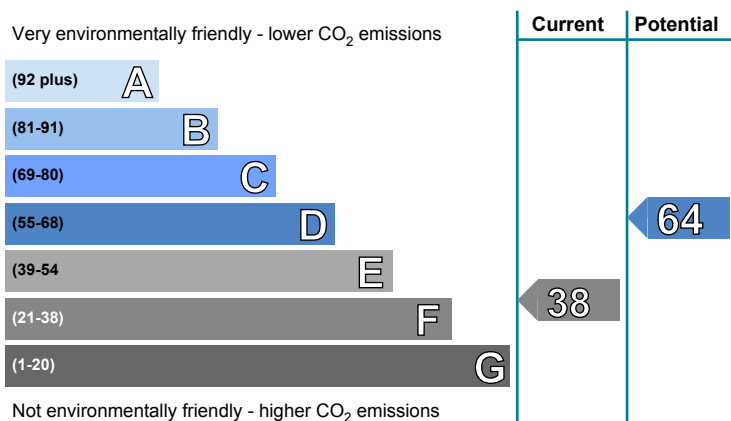 Very environmentally friendly - lower CO2 emissions
Current
Potential
(92 plus) A
(81-91) B
(69-80) C
(55-68) D
64
(39-54 E
(21-38) F
38
(1-20) G
Not environmentally friendly - higher CO2 emissions